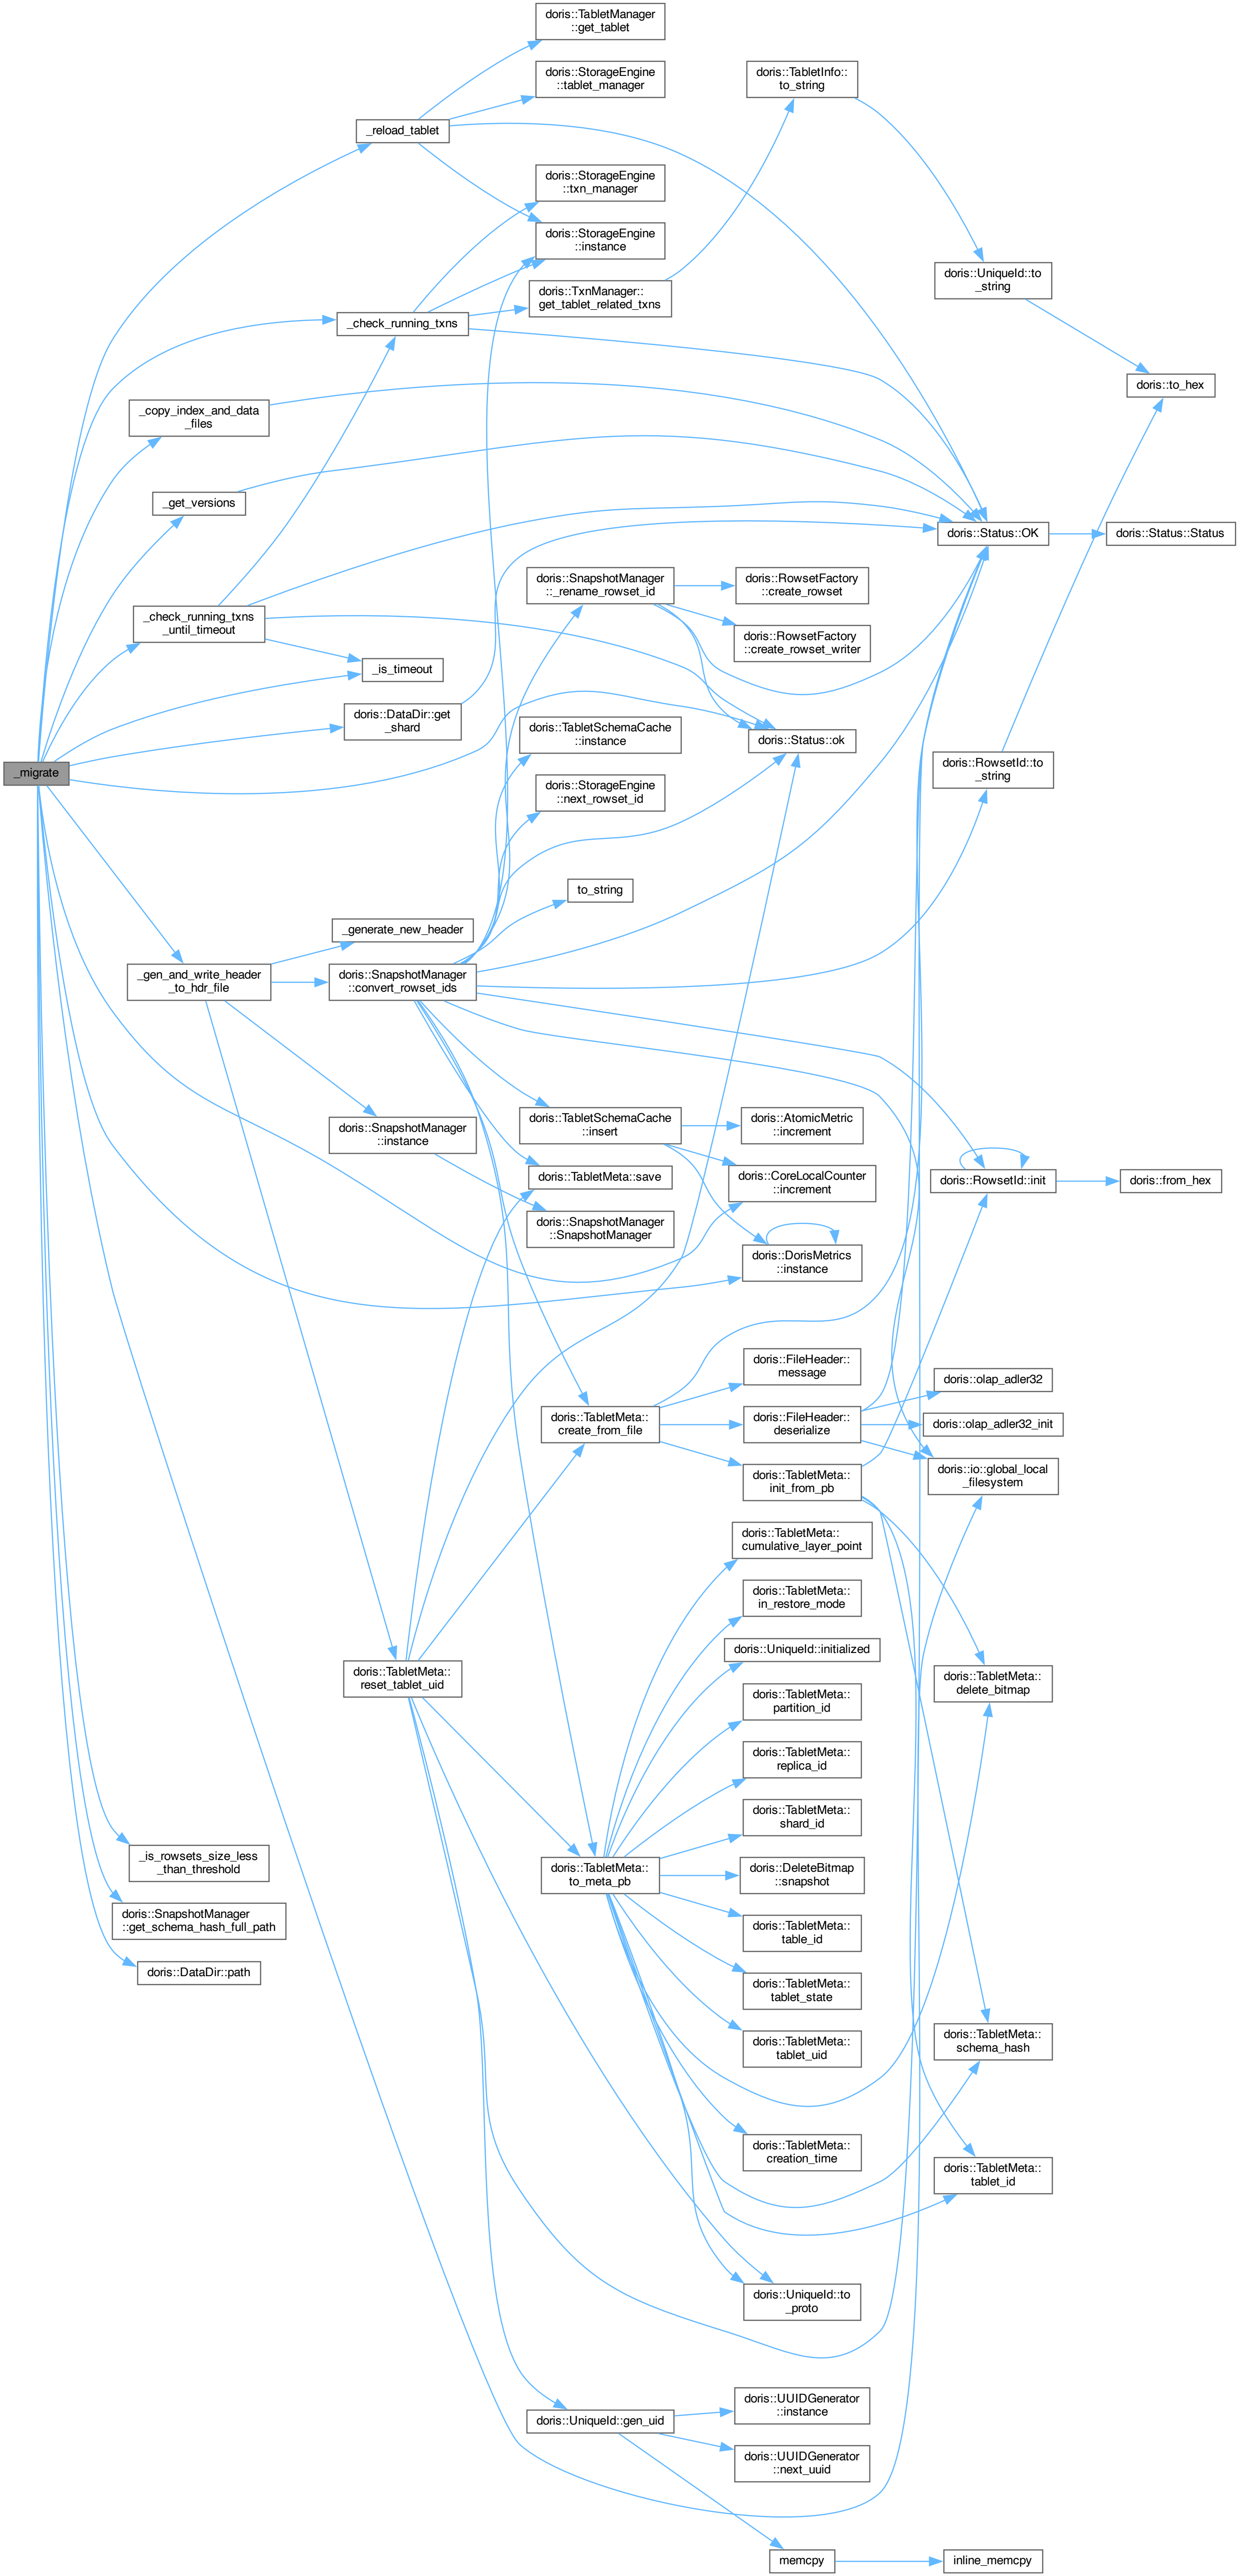 doris::TabletManager
::get_tablet
doris::StorageEngine
::tablet_manager
doris::TabletInfo::
to_string
_reload_tablet
doris::StorageEngine
::txn_manager
doris::StorageEngine
::instance
doris::UniqueId::to
_string
doris::TxnManager::
get_tablet_related_txns
_check_running_txns
doris::to_hex
_copy_index_and_data
_files
_get_versions
doris::Status::OK
doris::Status::Status
doris::SnapshotManager
::_rename_rowset_id
doris::RowsetFactory
::create_rowset
_check_running_txns
_until_timeout
doris::RowsetFactory
::create_rowset_writer
_is_timeout
doris::DataDir::get
_shard
doris::TabletSchemaCache
::instance
doris::Status::ok
_migrate
doris::RowsetId::to
_string
doris::StorageEngine
::next_rowset_id
to_string
_generate_new_header
_gen_and_write_header
_to_hdr_file
doris::SnapshotManager
::convert_rowset_ids
doris::TabletSchemaCache
::insert
doris::AtomicMetric
::increment
doris::SnapshotManager
::instance
doris::TabletMeta::save
doris::CoreLocalCounter
::increment
doris::RowsetId::init
doris::from_hex
doris::SnapshotManager
::SnapshotManager
doris::DorisMetrics
::instance
doris::FileHeader::
message
doris::olap_adler32
doris::TabletMeta::
create_from_file
doris::FileHeader::
deserialize
doris::olap_adler32_init
doris::TabletMeta::
init_from_pb
doris::io::global_local
_filesystem
doris::TabletMeta::
cumulative_layer_point
doris::TabletMeta::
in_restore_mode
doris::UniqueId::initialized
doris::TabletMeta::
reset_tablet_uid
doris::TabletMeta::
partition_id
doris::TabletMeta::
delete_bitmap
doris::TabletMeta::
replica_id
doris::TabletMeta::
shard_id
_is_rowsets_size_less
_than_threshold
doris::TabletMeta::
to_meta_pb
doris::DeleteBitmap
::snapshot
doris::SnapshotManager
::get_schema_hash_full_path
doris::TabletMeta::
table_id
doris::DataDir::path
doris::TabletMeta::
tablet_state
doris::TabletMeta::
tablet_uid
doris::TabletMeta::
schema_hash
doris::TabletMeta::
creation_time
doris::TabletMeta::
tablet_id
doris::UniqueId::to
_proto
doris::UniqueId::gen_uid
doris::UUIDGenerator
::instance
doris::UUIDGenerator
::next_uuid
memcpy
inline_memcpy